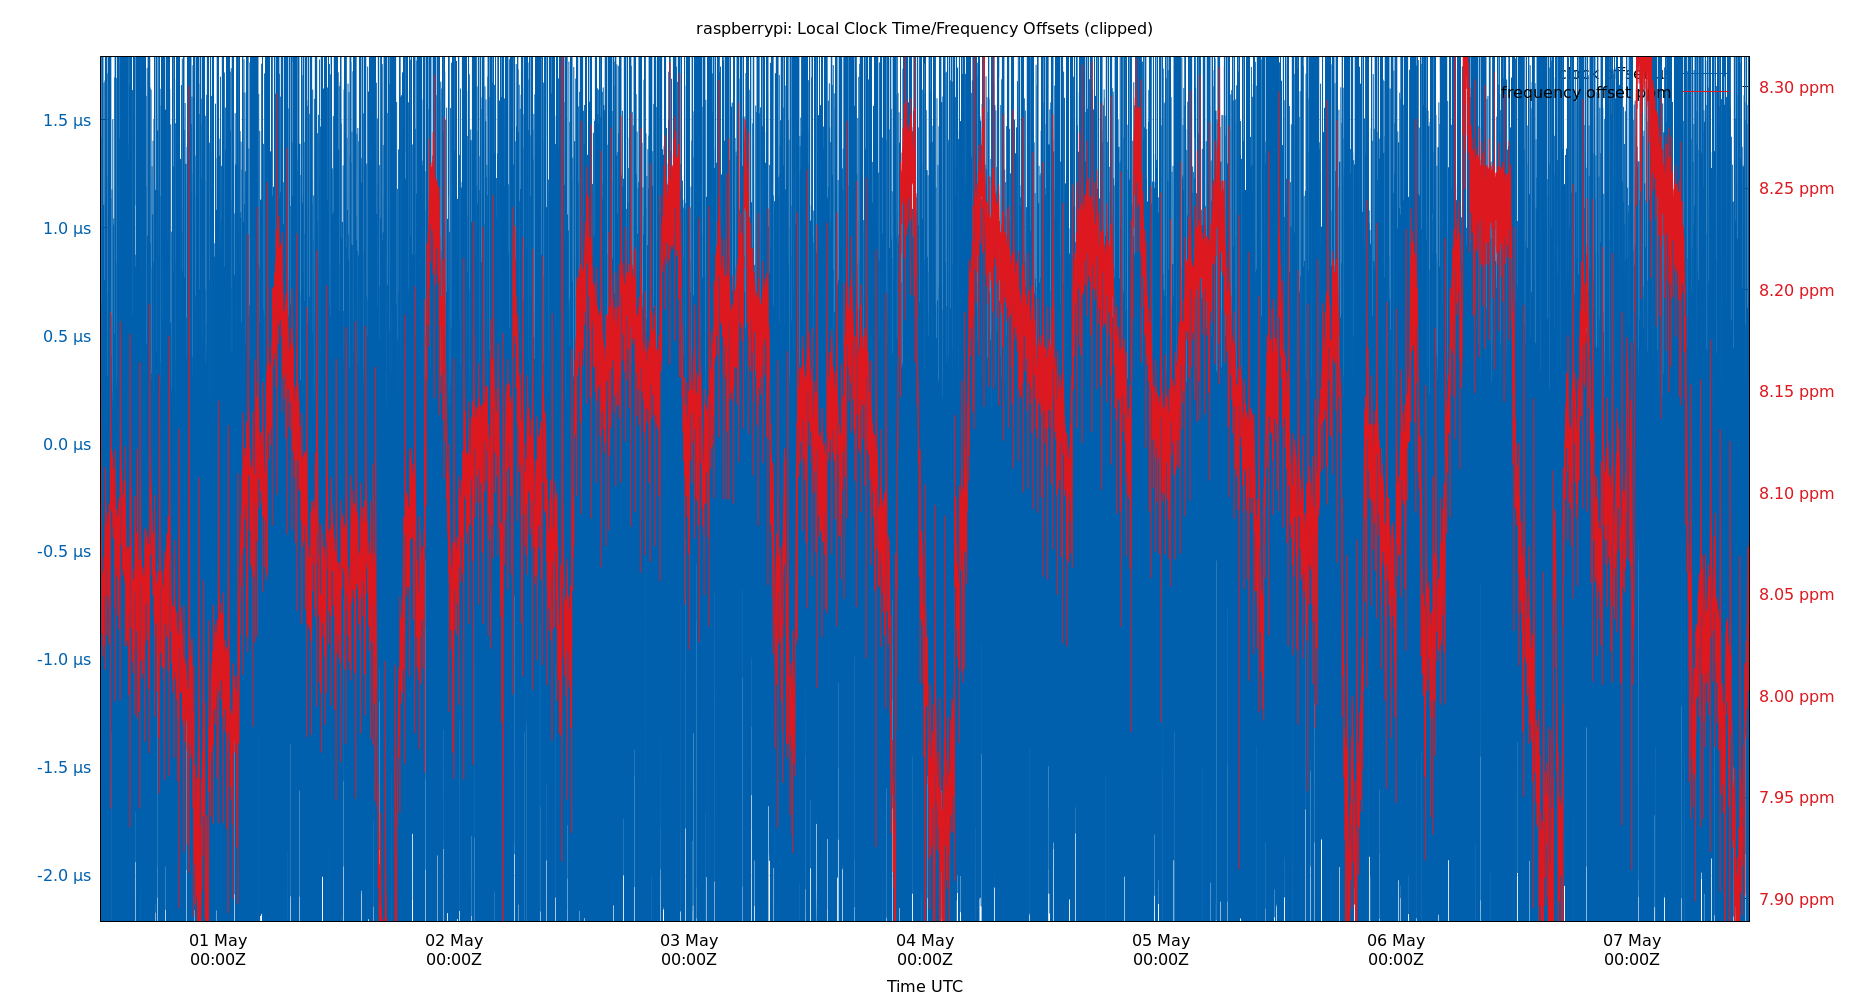 raspberrypi: Local Clock Time/Frequency Offsets (clipped)
clock offset
frequency offset ppm
1.5 µs
1.0 µs
0.5 µs
0.0 µs
-0.5 µs
-1.0 µs
-1.5 µs
-2.0 µs
8.30 ppm
8.25 ppm
8.20 ppm
8.15 ppm
8.10 ppm
8.05 ppm
8.00 ppm
7.95 ppm
7.90 ppm
01 May
00:00Z
02 May
00:00Z
03 May
00:00Z
04 May
00:00Z
05 May
00:00Z
06 May
00:00Z
07 May
00:00Z
Time UTC